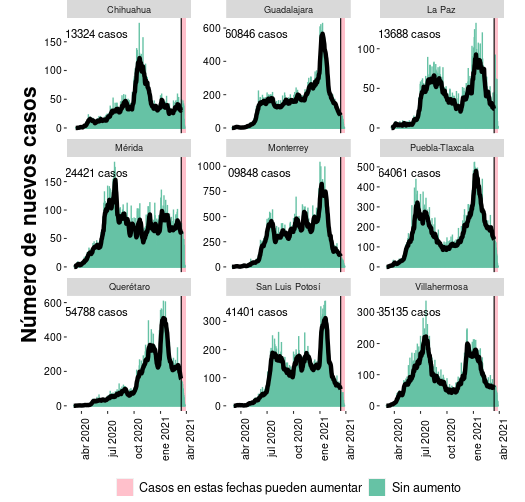 Número de nuevos casos
Chihuahua
Guadalajara
La Paz
13324 casos
60846 casos
13688 casos
150
100
50
0
600
400
200
0
100
50
0
Mérida
Monterrey
Puebla-Tlaxcala
24421 casos
09848 casos
64061 casos
150
100
50
0
1000
750
500
250
0
500
400
300
200
100
0
Querétaro
San Luis Potosí
Villahermosa
54788 casos
41401 casos
35135 casos
600
400
200
0
300
200
100
0
300
200
100
0
abr 2020
jul 2020
oct 2020
ene 2021
abr 2021
abr 2020
jul 2020
oct 2020
ene 2021
abr 2021
abr 2020
jul 2020
oct 2020
ene 2021
abr 2021
Casos en estas fechas pueden aumentar
Sin aumento